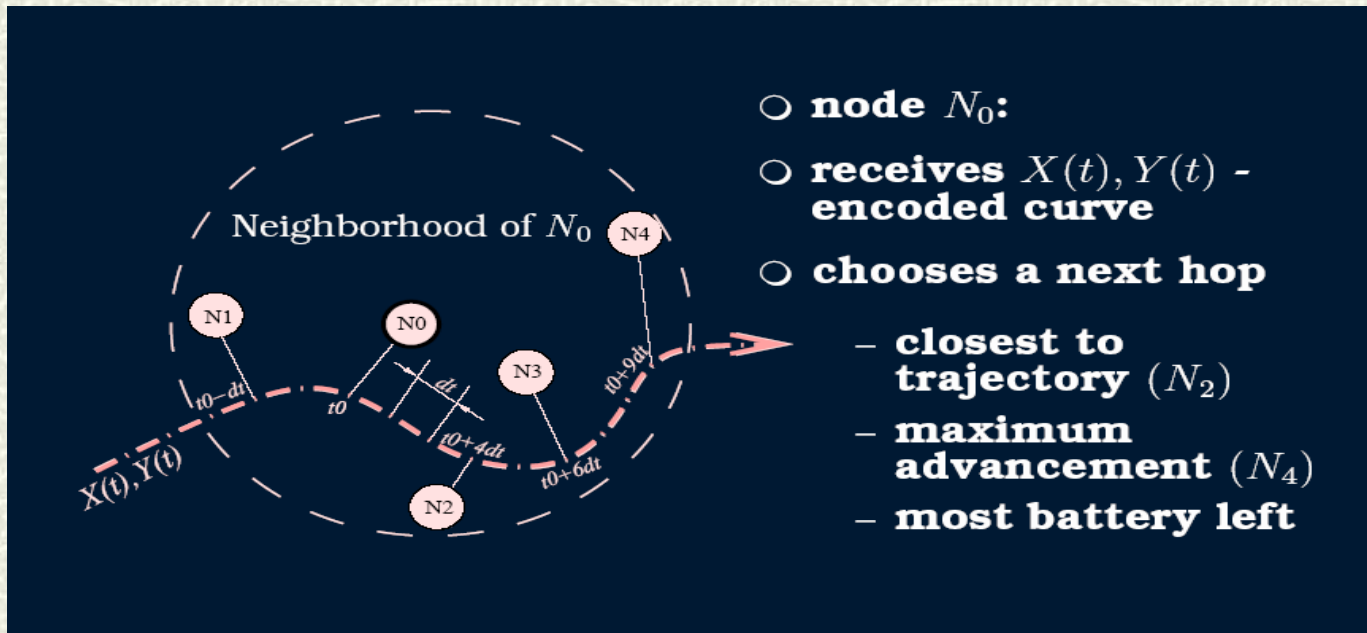 Neighborhood of N₀
N4
N1
N0
N3
N2
t0−dt
t0
dt
t0+4dt
t0+6dt
t0+9dt
X(t),Y(t)
node N₀:
receives X(t), Y(t) -
encoded curve
chooses a next hop
– closest to
trajectory (N₂)
– maximum
advancement (N₄)
– most battery left